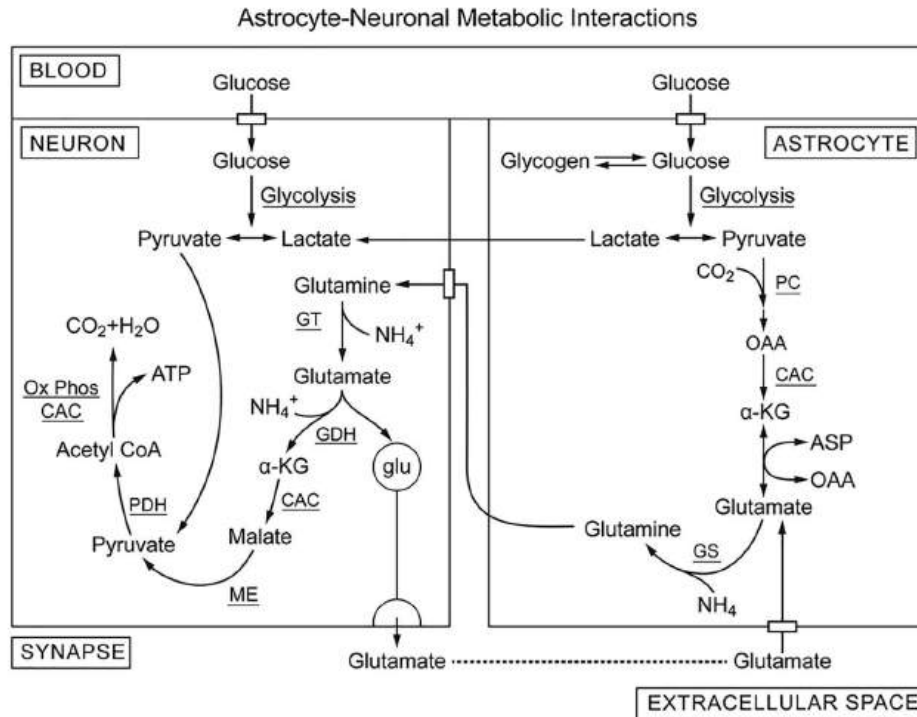 Astrocyte-Neuronal Metabolic Interactions
BLOOD
Glucose
Glucose
NEURON
ASTROCYTE
Glucose
Glycogen
Glucose
Glycolysis
Glycolysis
Pyruvate
Lactate
Lactate
Pyruvate
Glutamine
CO₂
PC
GT
NH₄⁺
CO₂+H₂O
OAA
ATP
Glutamate
CAC
Ox Phos
CAC
NH₄⁺
GDH
α-KG
Acetyl CoA
α-KG
glu
ASP
OAA
PDH
CAC
Glutamate
Pyruvate
Malate
Glutamine
GS
ME
NH₄
SYNAPSE
Glutamate
Glutamate
EXTRACELLULAR SPACE